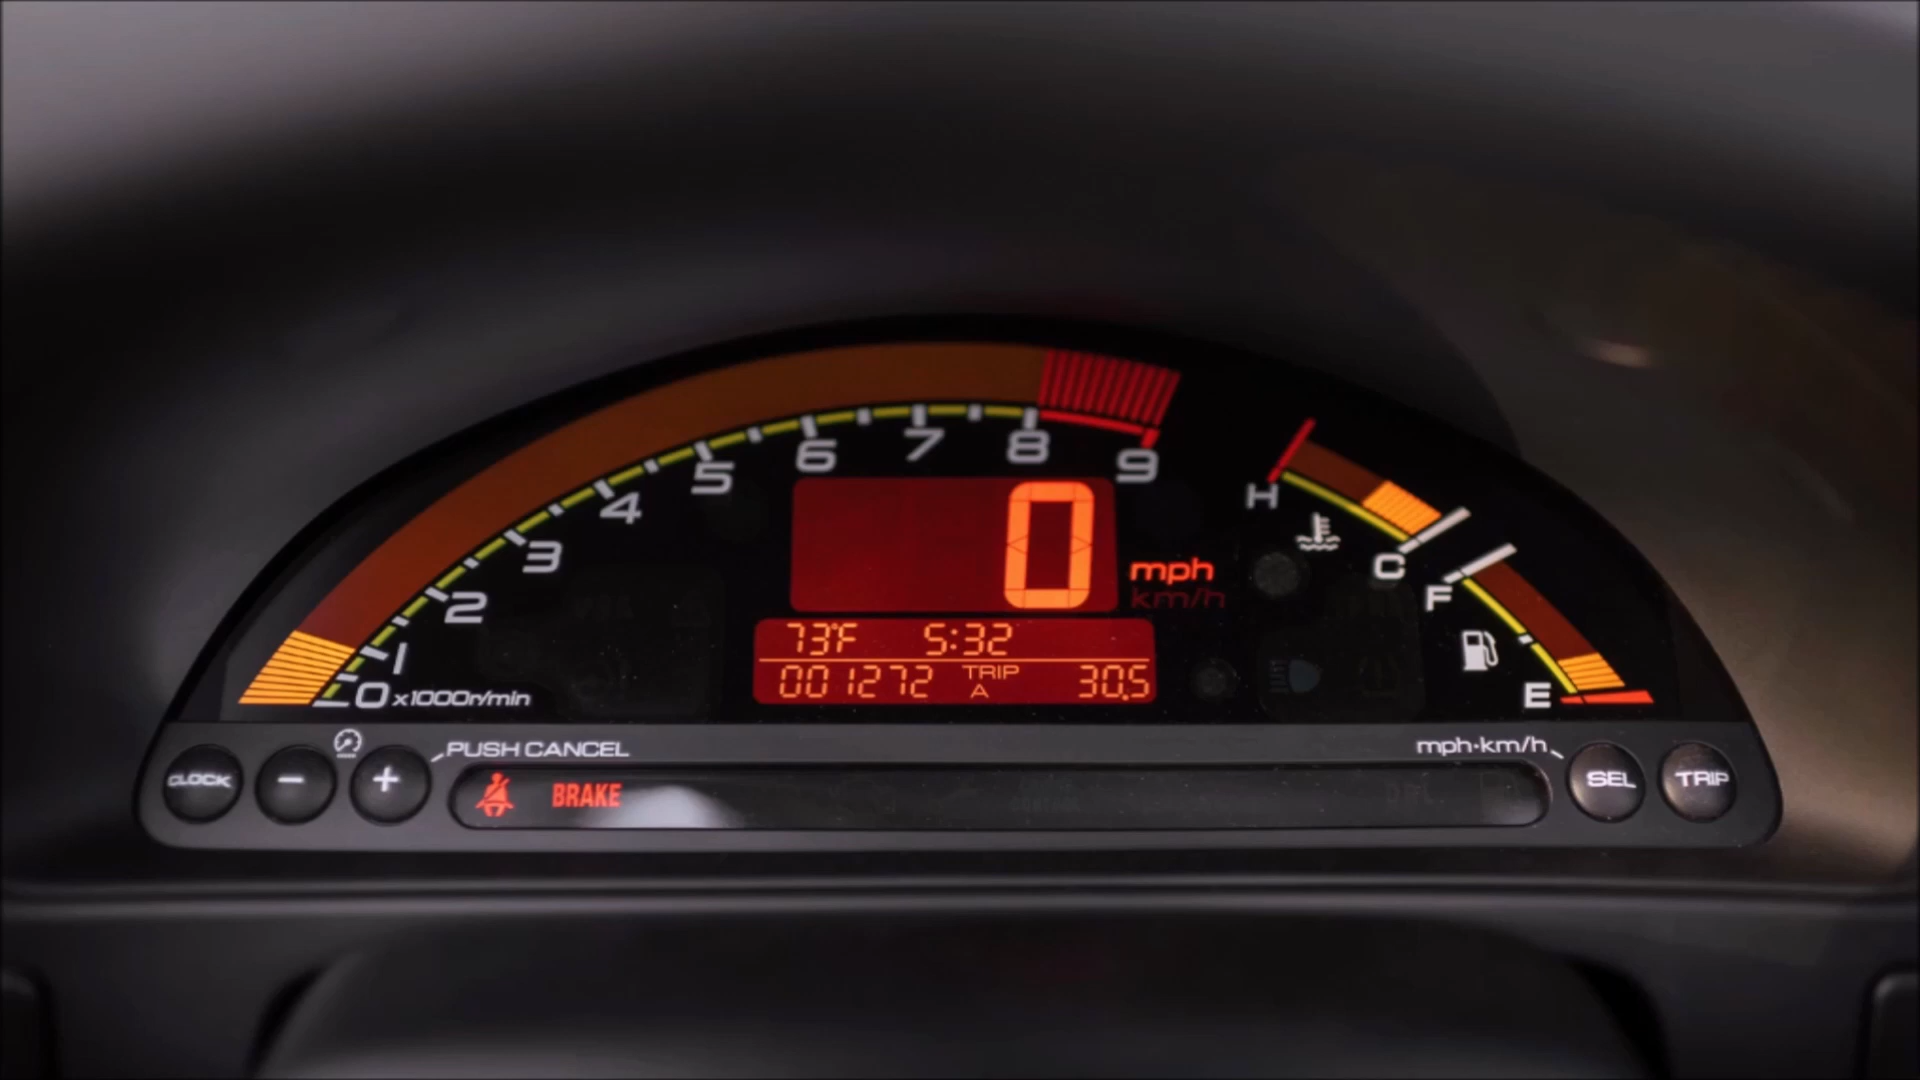 0 1 2 3 4 5 6 7 8 9
x1000r/min
0 mph
km/h
73°F 5:32
001272 TRIP A 30.5
H
C
F
E
PUSH CANCEL
mph·km/h
CLOCK - + BRAKE SEL TRIP